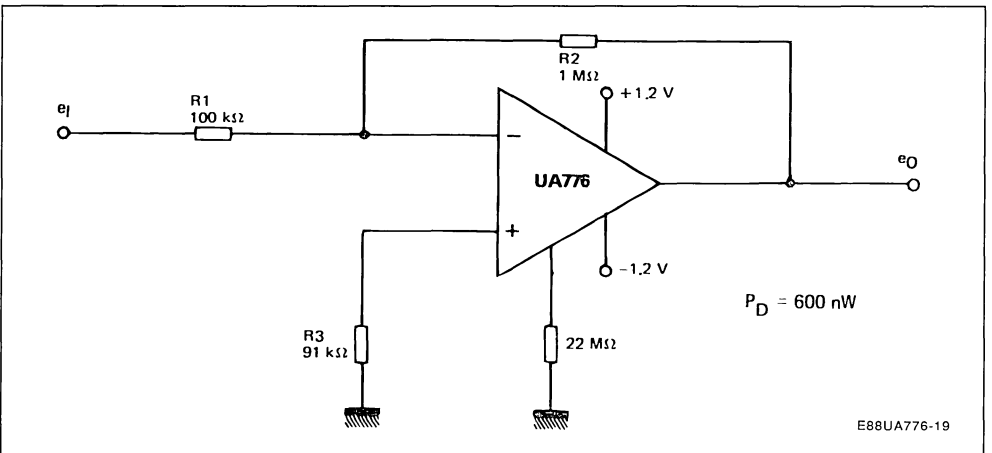 R2
1 MΩ
+1.2 V
eI
R1
100 kΩ
−
UA776
eO
+
−1.2 V
PD = 600 nW
R3
91 kΩ
22 MΩ
E88UA776-19